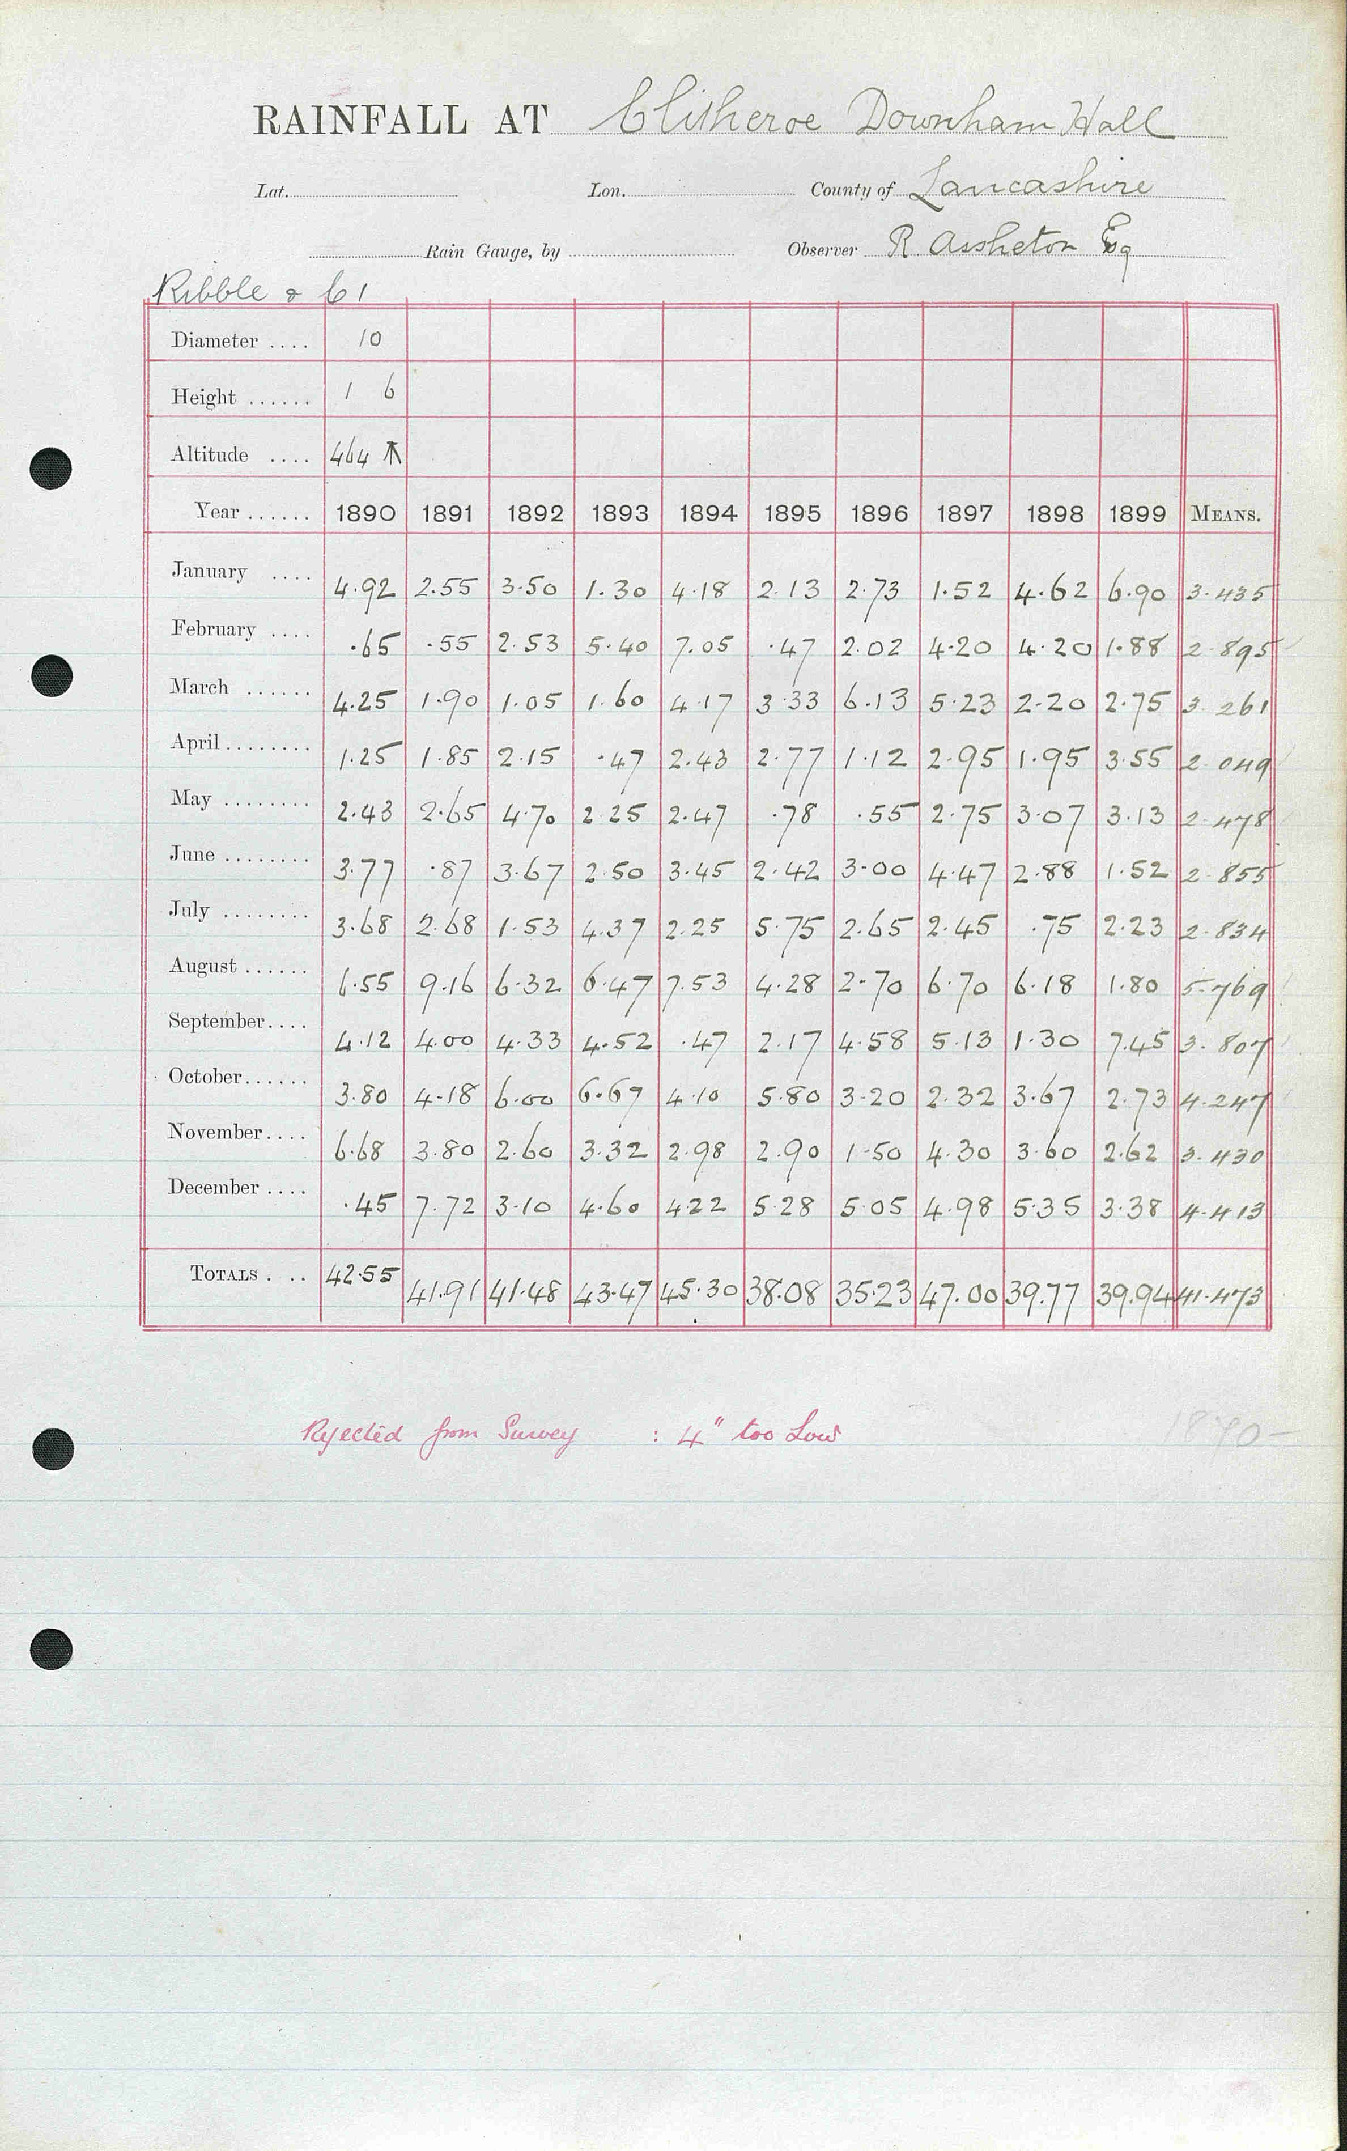 RAINFALL AT Clitheroe Downham Hall
Lat. Lon. County of Lancashire
Rain Gauge, by Observer R. Assheton Esq
Ribble & C1
Diameter .... 10
Height ...... 1 6
Altitude .... 464 ↑
Year ...... 1890 1891 1892 1893 1894 1895 1896 1897 1898 1899 MEANS.
January .... 4.92 2.55 3.50 1.30 4.18 2.13 2.73 1.52 4.62 6.90 3.435
February .... .65 .55 2.53 5.40 7.05 .47 2.02 4.20 4.20 1.88 2.895
March ...... 4.25 1.90 1.05 1.60 4.17 3.33 6.13 5.23 2.20 2.75 3.261
April ........ 1.25 1.85 2.15 .47 2.43 2.77 1.12 2.95 1.95 3.55 2.049
May ........ 2.43 2.65 4.70 2.25 2.47 .78 .55 2.75 3.07 3.13 2.478
June ........ 3.77 .87 3.67 2.50 3.45 2.42 3.00 4.47 2.88 1.52 2.855
July ........ 3.68 2.68 1.53 4.37 2.25 5.75 2.65 2.45 .75 2.23 2.834
August ...... 6.55 9.16 6.32 6.47 7.53 4.28 2.70 6.70 6.18 1.80 5.769
September.... 4.12 4.00 4.33 4.52 .47 2.17 4.58 5.13 1.30 7.45 3.807
October...... 3.80 4.18 6.00 6.67 4.10 5.80 3.20 2.32 3.67 2.73 4.247
November.... 6.68 3.80 2.60 3.32 2.98 2.90 1.50 4.30 3.60 2.62 3.430
December .... .45 7.72 3.10 4.60 4.22 5.28 5.05 4.98 5.35 3.38 4.413
TOTALS . .. 42.55 41.91 41.48 43.47 45.30 38.08 35.23 47.00 39.77 39.94 41.473
Rejected from Survey : 4" too Low
1890-